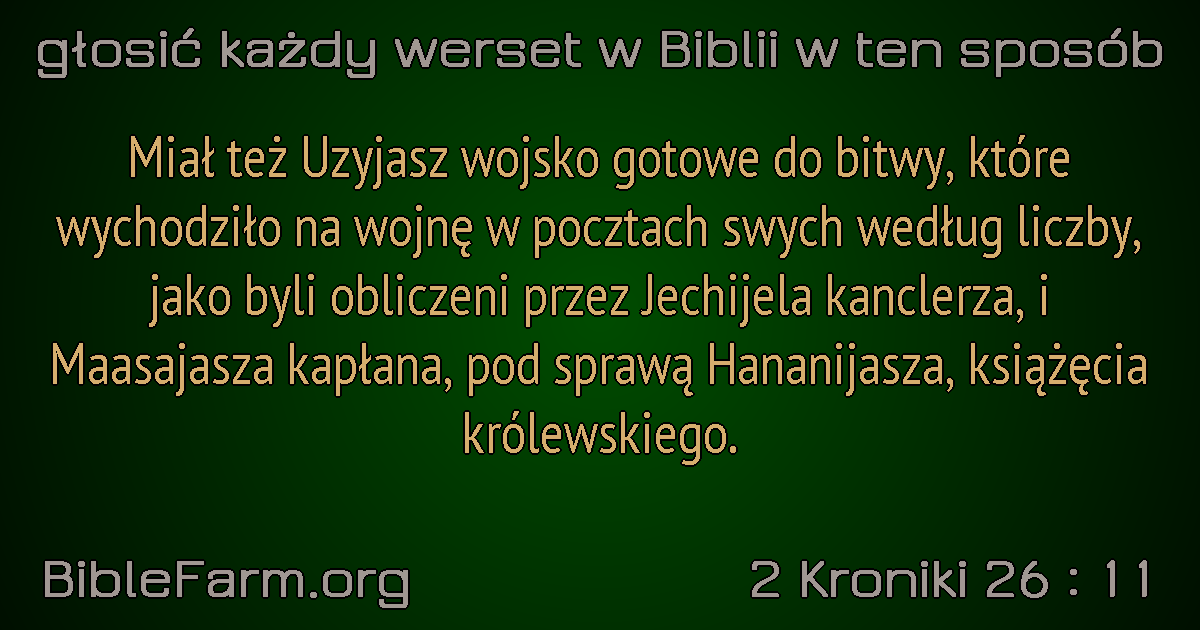 głosić każdy werset w Biblii w ten sposób
Miał też Uzyjasz wojsko gotowe do bitwy, które
wychodziło na wojnę w pocztach swych według liczby,
jako byli obliczeni przez Jechijela kanclerza, i
Maasajasza kapłana, pod sprawą Hananijasza, książęcia
królewskiego.
BibleFarm.org
2 Kroniki 26 : 11